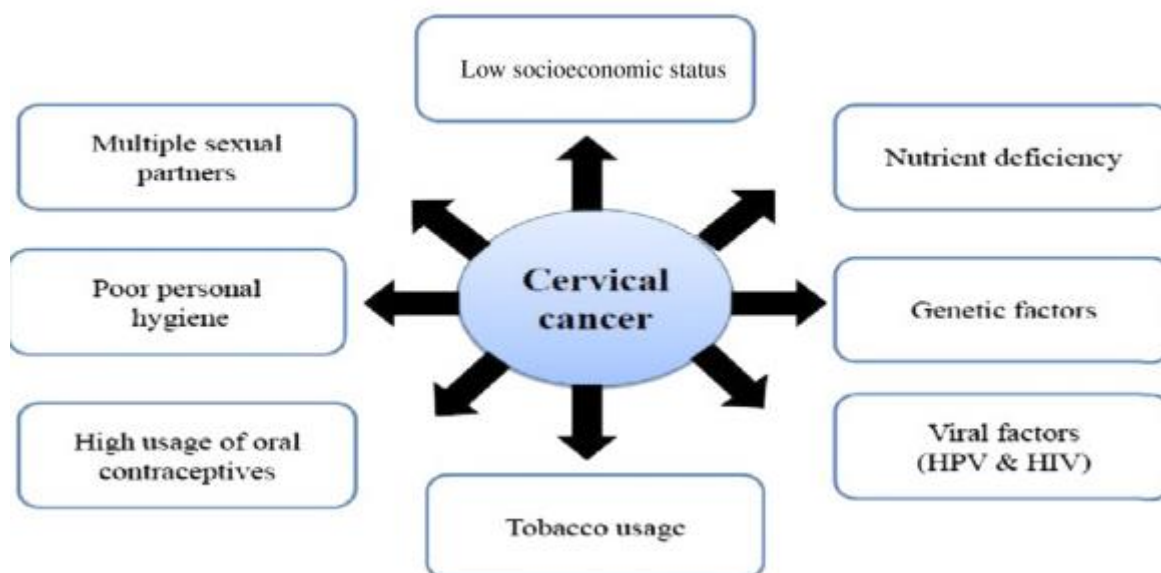 Low socioeconomic status
Multiple sexual
partners
Nutrient deficiency
Cervical
cancer
Poor personal
hygiene
Genetic factors
High usage of oral
contraceptives
Viral factors
(HPV & HIV)
Tobacco usage